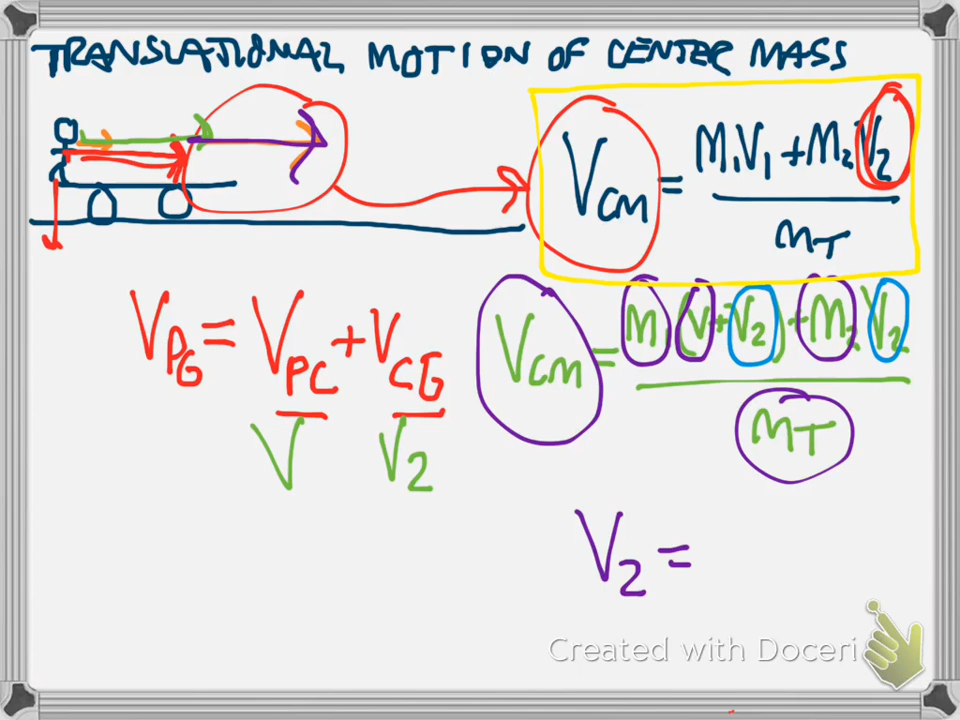 TRANSLATIONAL MOTION OF CENTER MASS
VCM = M1V1 + M2V2
MT
VPG = VPC + VCG
V V2
VCM = M1(V+V2) + M2V2
MT
V2 =
Created with Doceri